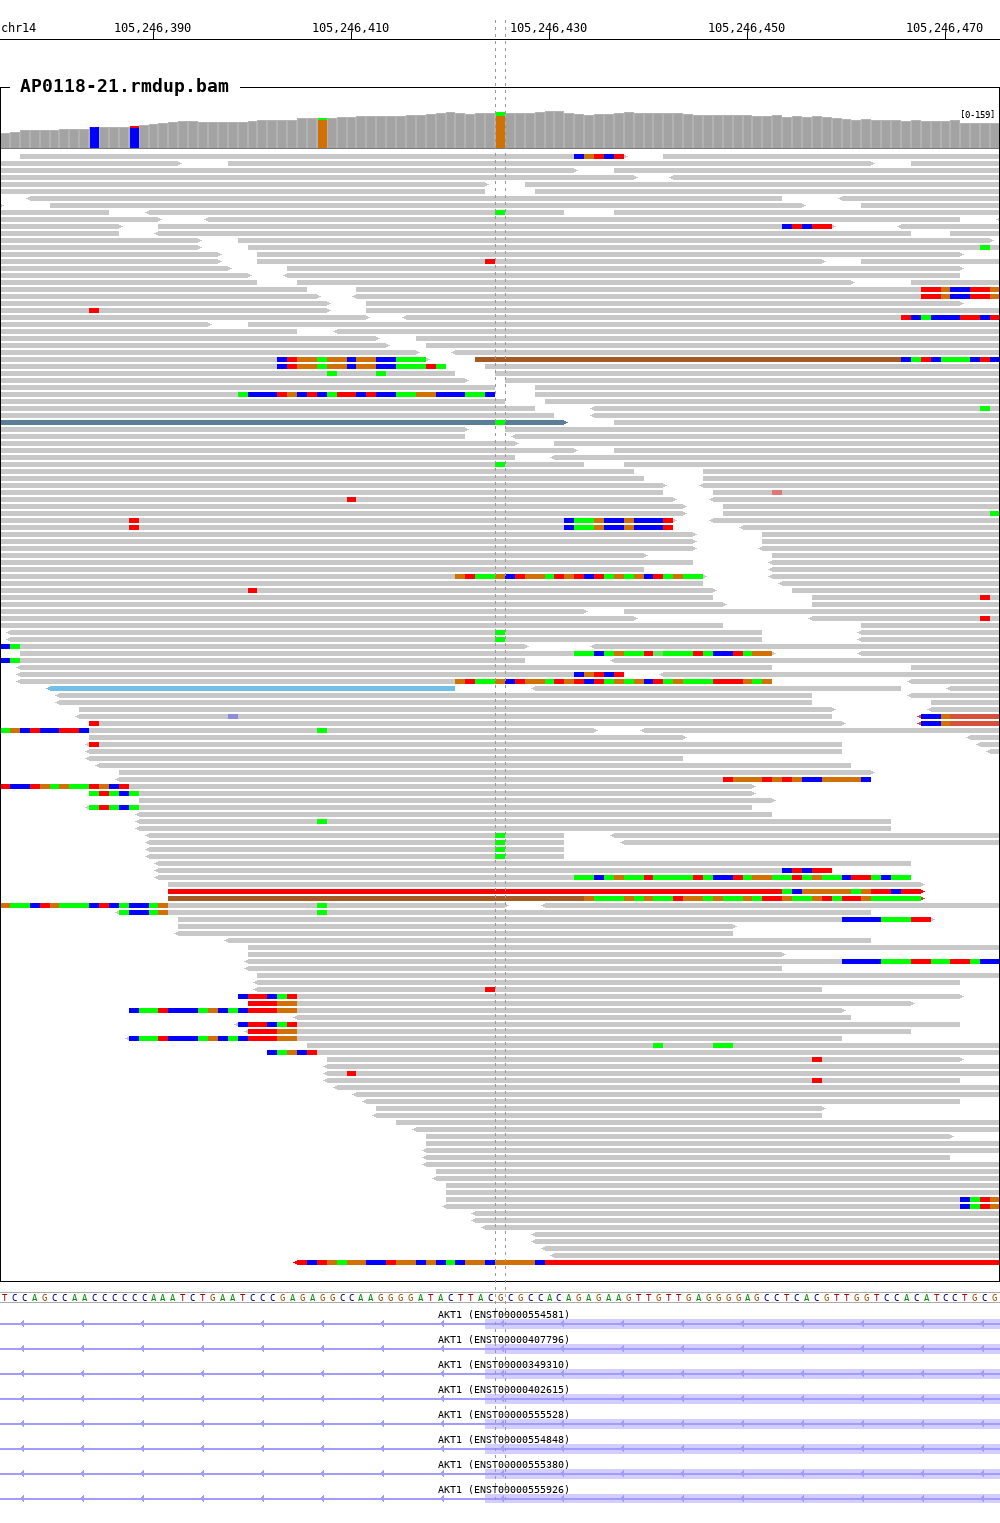 chr14 105,246,390 105,246,410 105,246,430 105,246,450 105,246,470
AP0118-21.rmdup.bam
[0-159]
T C C A G C C A A C C C C C C A A A T C T G A A T C C C G A G A G G C C A A G G G G A T A C T T A C G C G C C A C A G A G A A G T T G T T G A G G G G A G C C T C A C G T T G G T C C A C A T C C T G C G
AKT1 (ENST00000554581)
AKT1 (ENST00000407796)
AKT1 (ENST00000349310)
AKT1 (ENST00000402615)
AKT1 (ENST00000555528)
AKT1 (ENST00000554848)
AKT1 (ENST00000555380)
AKT1 (ENST00000555926)